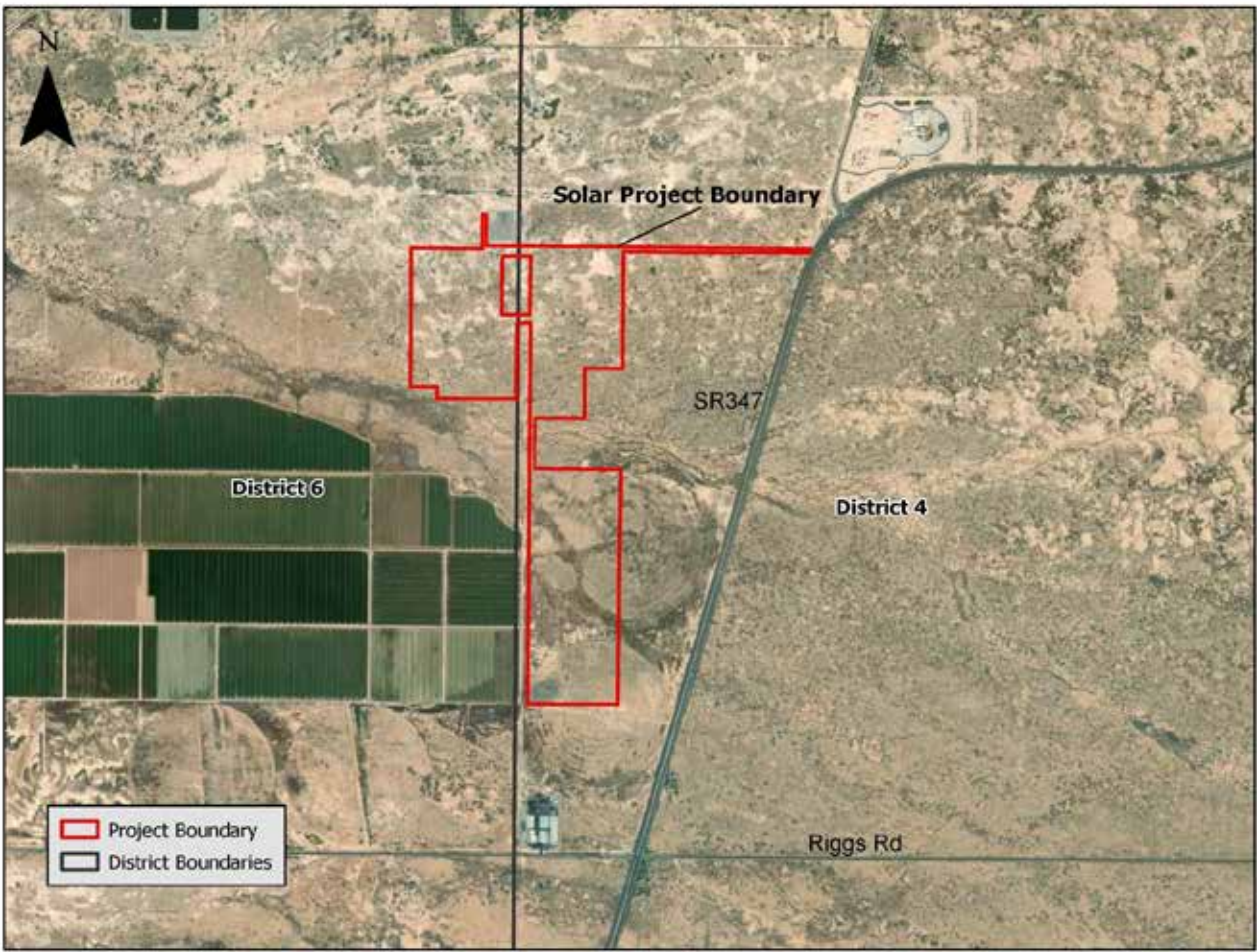 N
Solar Project Boundary
SR347
District 6
District 4
Riggs Rd
Project Boundary
District Boundaries